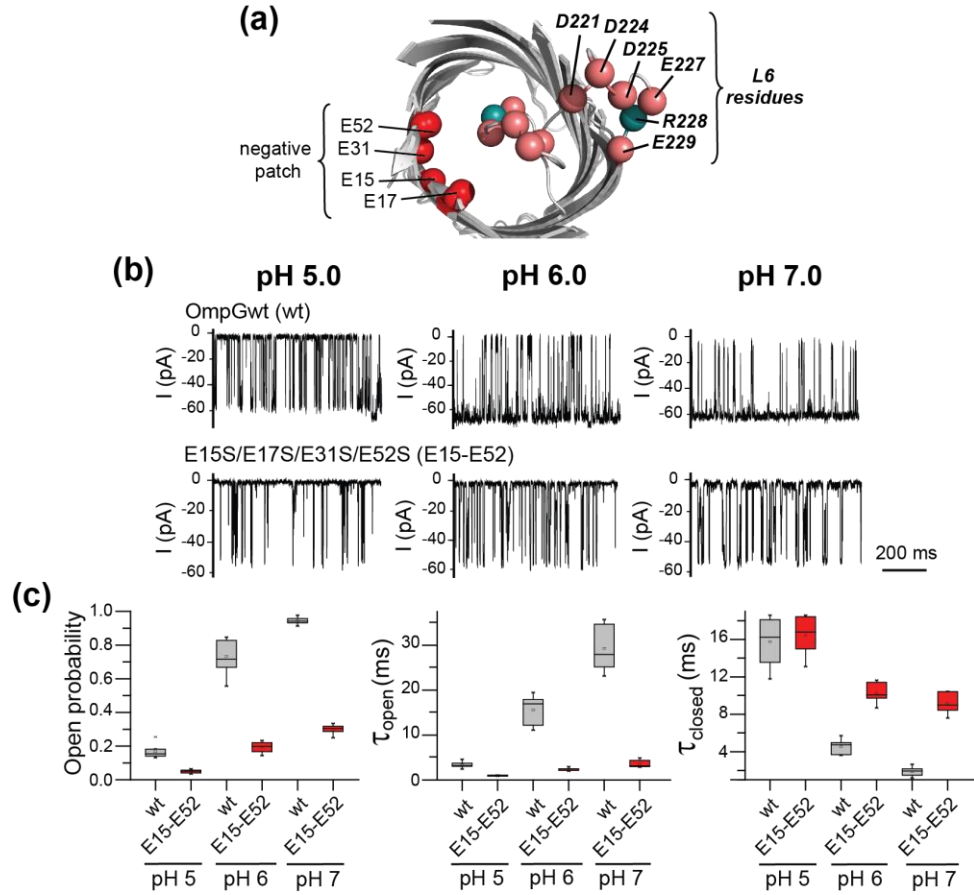 (a)
D221 D224
D225
E227
R228
E229
L6
residues
E52
E31
E15
E17
negative
patch
(b)
pH 5.0 pH 6.0 pH 7.0
OmpGwt (wt)
I (pA) 0 -20 -40 -60
I (pA) 0 -20 -40 -60
I (pA) 0 -20 -40 -60
E15S/E17S/E31S/E52S (E15-E52)
I (pA) 0 -20 -40 -60
I (pA) 0 -20 -40 -60
I (pA) 0 -20 -40 -60
200 ms
(c)
Open probability
1.0
0.8
0.6
0.4
0.2
0.0
wt E15-E52 wt E15-E52 wt E15-E52
pH 5 pH 6 pH 7
τopen (ms)
30
20
10
0
wt E15-E52 wt E15-E52 wt E15-E52
pH 5 pH 6 pH 7
τclosed (ms)
16
12
8
4
wt E15-E52 wt E15-E52 wt E15-E52
pH 5 pH 6 pH 7